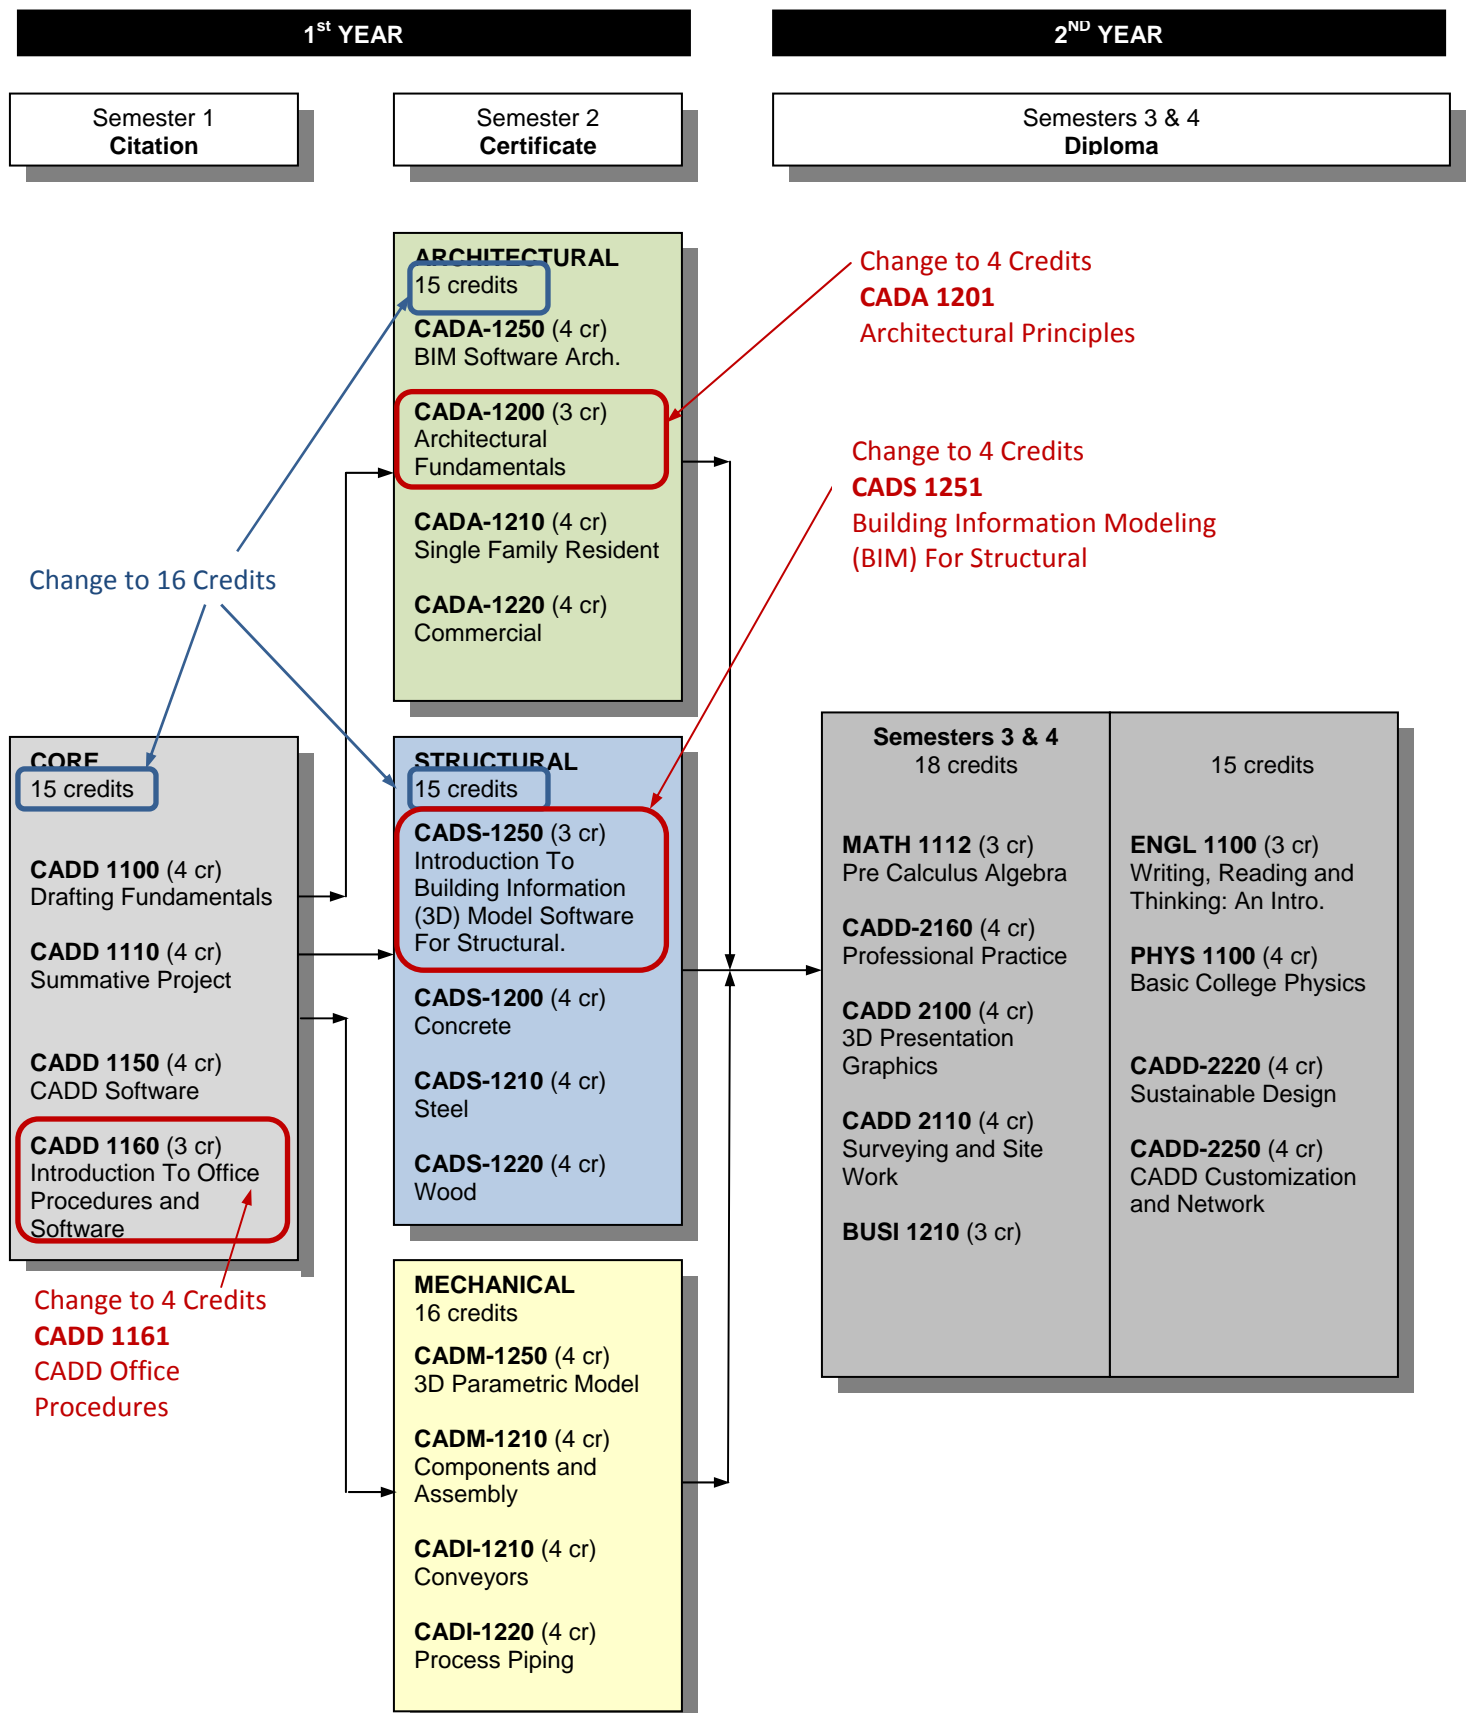 1st YEAR
2ND YEAR
Semester 1
Citation
Semester 2
Certificate
Semesters 3 & 4
Diploma
ARCHITECTURAL
15 credits
CADA-1250 (4 cr)
BIM Software Arch.
CADA-1200 (3 cr)
Architectural
Fundamentals
CADA-1210 (4 cr)
Single Family Resident
CADA-1220 (4 cr)
Commercial
Change to 4 Credits
CADA 1201
Architectural Principles
Change to 4 Credits
CADS 1251
Building Information Modeling
(BIM) For Structural
Change to 16 Credits
CORE
15 credits
CADD 1100 (4 cr)
Drafting Fundamentals
CADD 1110 (4 cr)
Summative Project
CADD 1150 (4 cr)
CADD Software
CADD 1160 (3 cr)
Introduction To Office
Procedures and
Software
Change to 4 Credits
CADD 1161
CADD Office
Procedures
STRUCTURAL
15 credits
CADS-1250 (3 cr)
Introduction To
Building Information
(3D) Model Software
For Structural.
CADS-1200 (4 cr)
Concrete
CADS-1210 (4 cr)
Steel
CADS-1220 (4 cr)
Wood
MECHANICAL
16 credits
CADM-1250 (4 cr)
3D Parametric Model
CADM-1210 (4 cr)
Components and
Assembly
CADI-1210 (4 cr)
Conveyors
CADI-1220 (4 cr)
Process Piping
Semesters 3 & 4
18 credits
MATH 1112 (3 cr)
Pre Calculus Algebra
CADD-2160 (4 cr)
Professional Practice
CADD 2100 (4 cr)
3D Presentation
Graphics
CADD 2110 (4 cr)
Surveying and Site
Work
BUSI 1210 (3 cr)
15 credits
ENGL 1100 (3 cr)
Writing, Reading and
Thinking: An Intro.
PHYS 1100 (4 cr)
Basic College Physics
CADD-2220 (4 cr)
Sustainable Design
CADD-2250 (4 cr)
CADD Customization
and Network